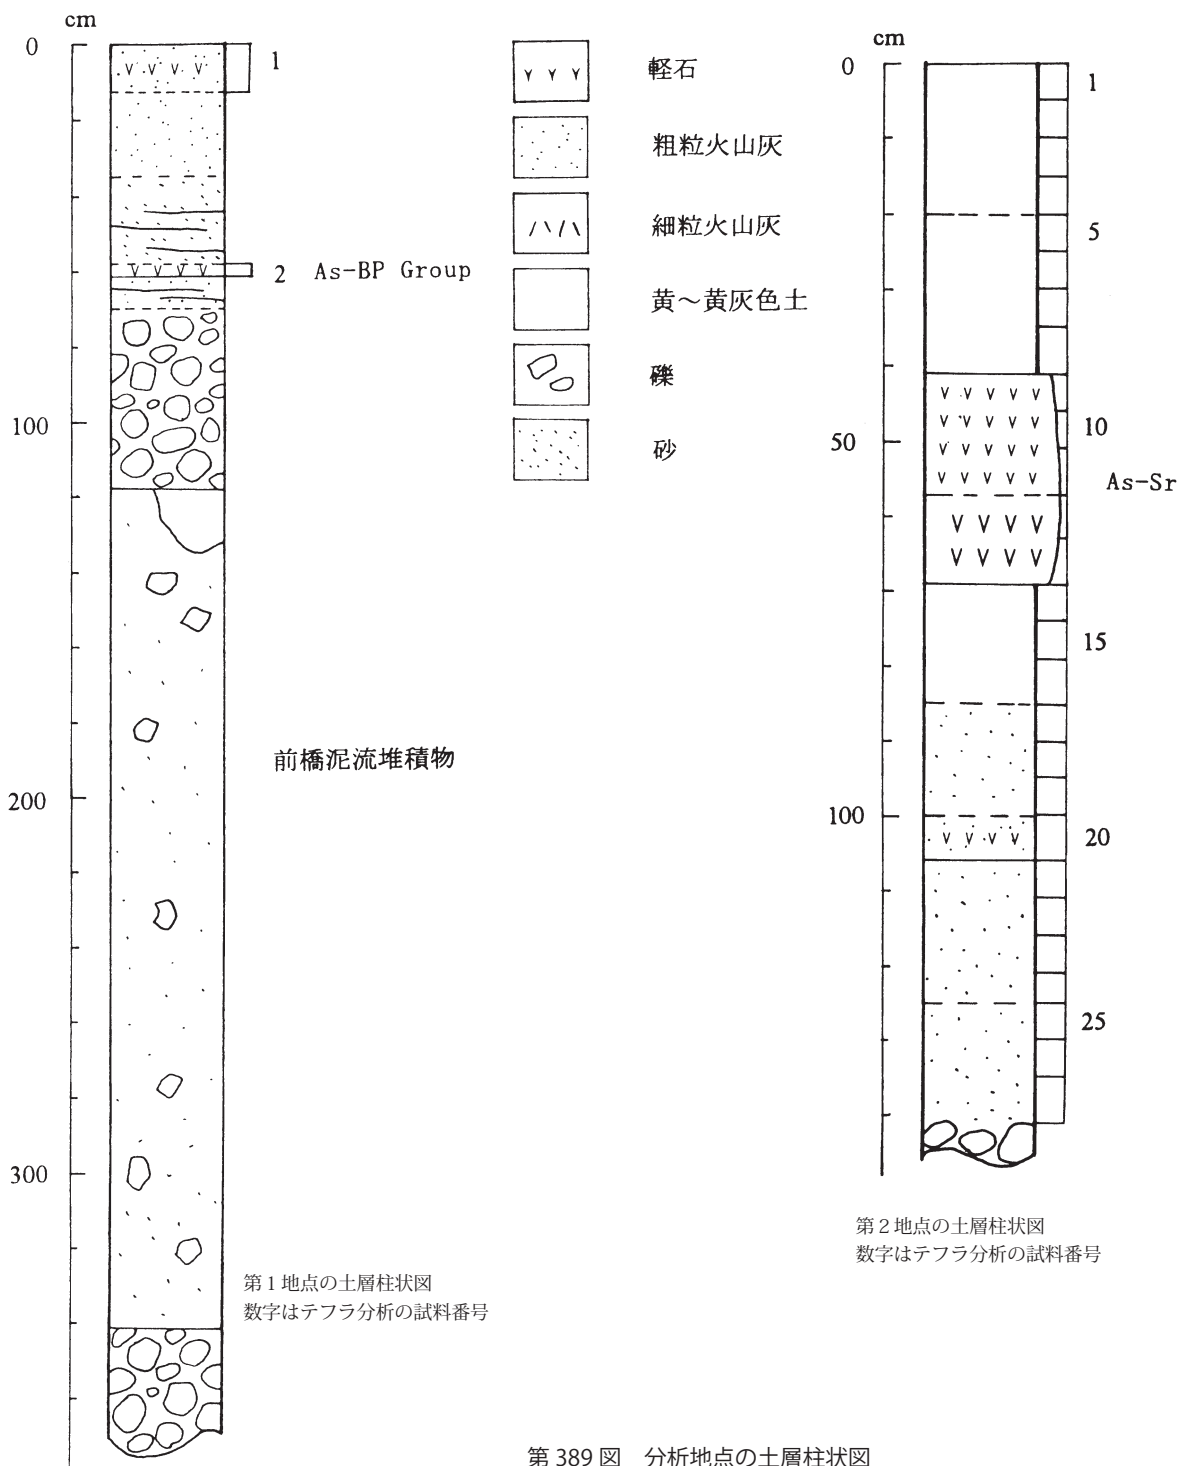 cm
0
100
200
300
1
2 As-BP Group
前橋泥流堆積物
第1地点の土層柱状図
数字はテフラ分析の試料番号
軽石
粗粒火山灰
細粒火山灰
黄～黄灰色土
礫
砂
cm
0
50
100
1
5
10
As-Sr
15
20
25
第2地点の土層柱状図
数字はテフラ分析の試料番号
第389図 分析地点の土層柱状図